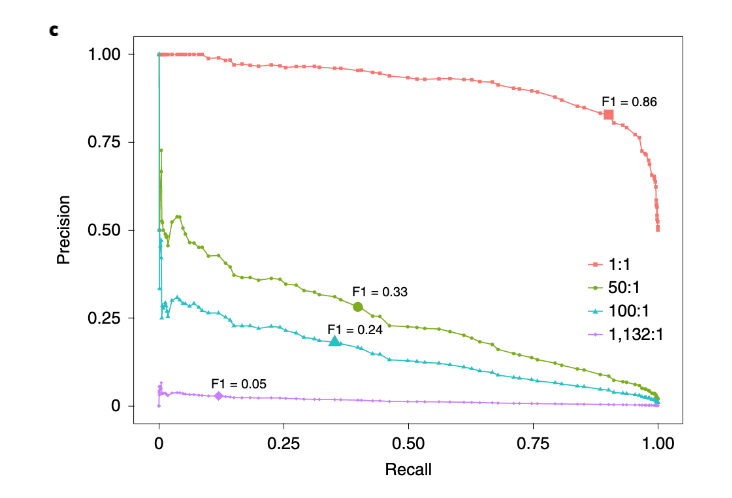 c
1.00
0.75
0.50
0.25
0
Precision
F1 = 0.86
F1 = 0.33
F1 = 0.24
F1 = 0.05
1:1
50:1
100:1
1,132:1
0 0.25 0.50 0.75 1.00
Recall